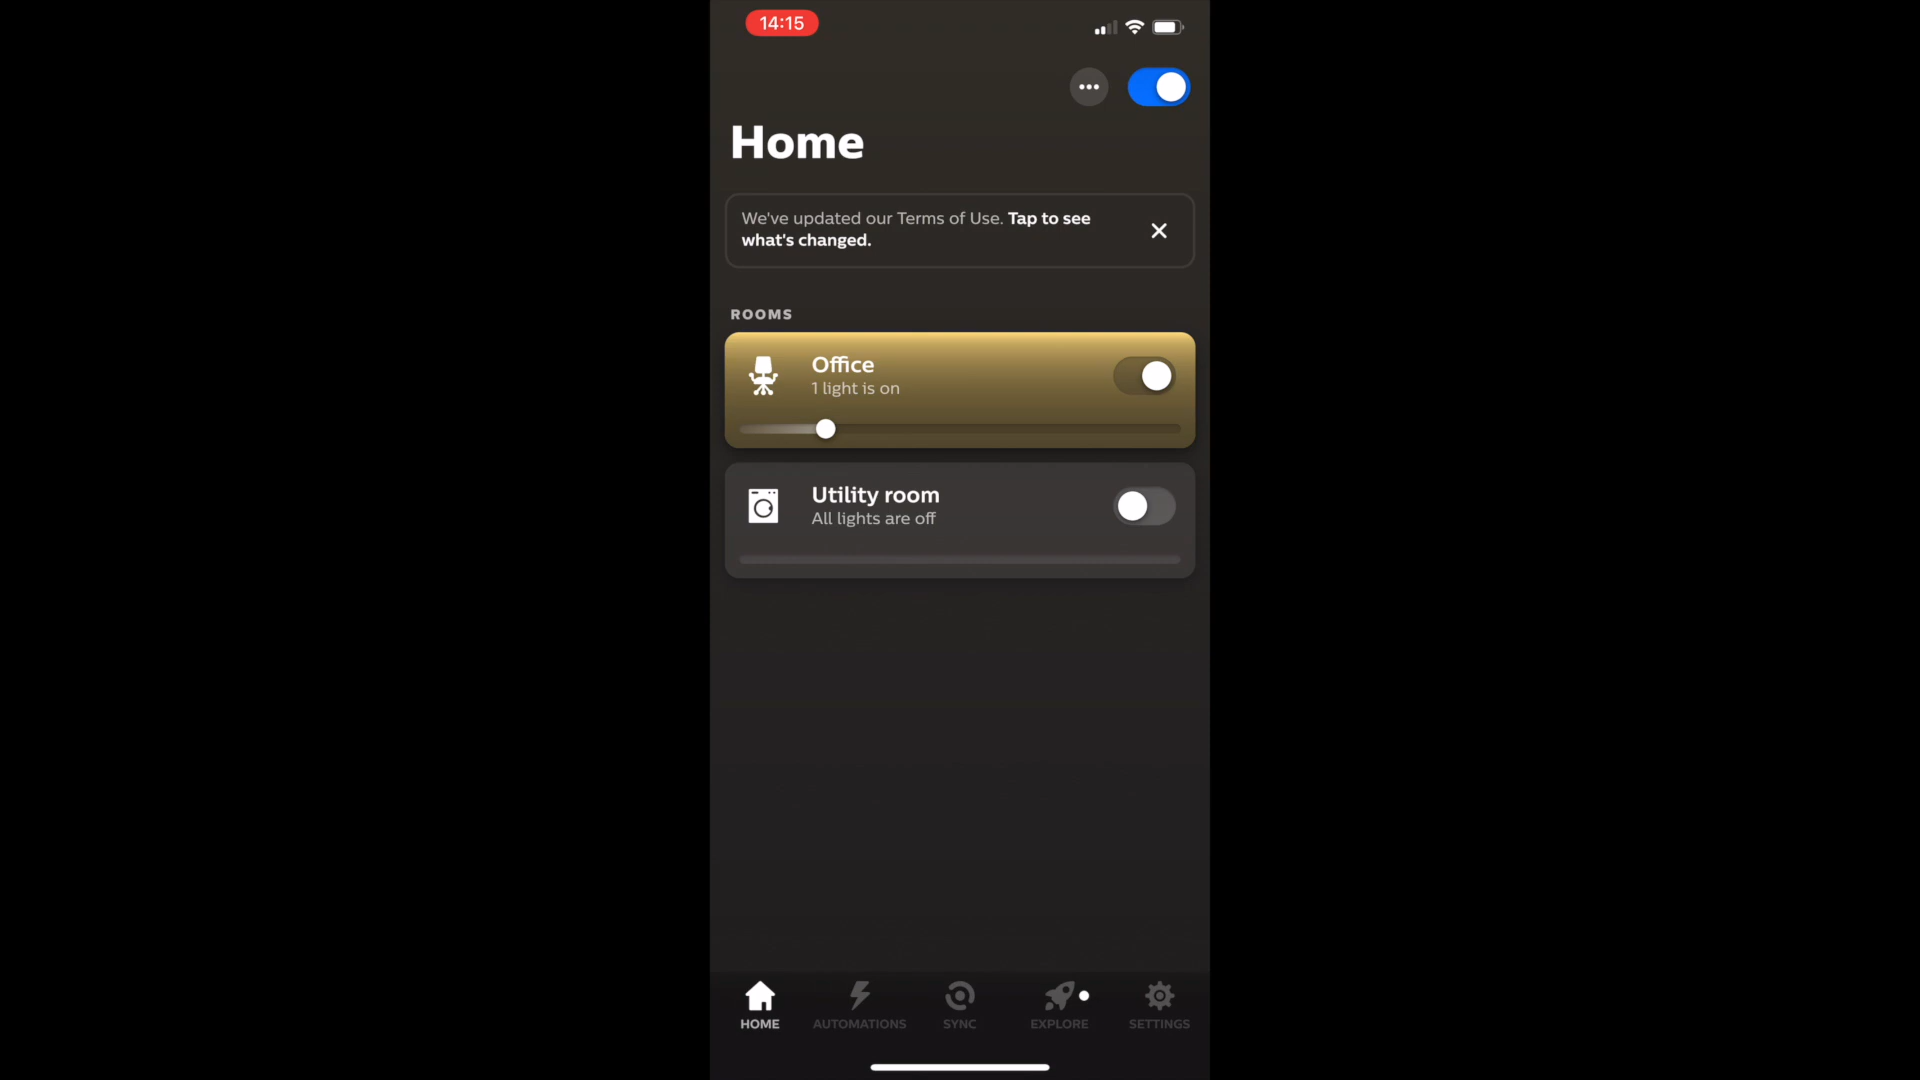 14:15
Home
We've updated our Terms of Use. Tap to see
what's changed.
ROOMS
Office
1 light is on
Utility room
All lights are off
HOME
AUTOMATIONS
SYNC
EXPLORE
SETTINGS